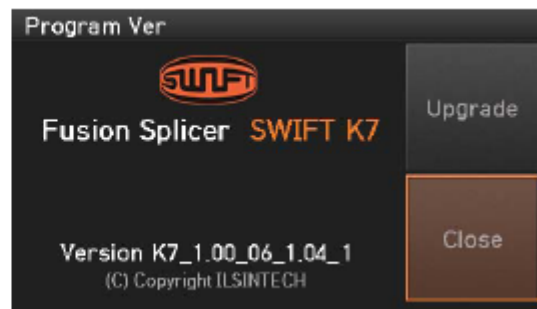 Program Ver
SWIFT
Fusion Splicer SWIFT K7
Upgrade
Version K7_1.00_06_1.04_1
(C) Copyright ILSINTECH
Close